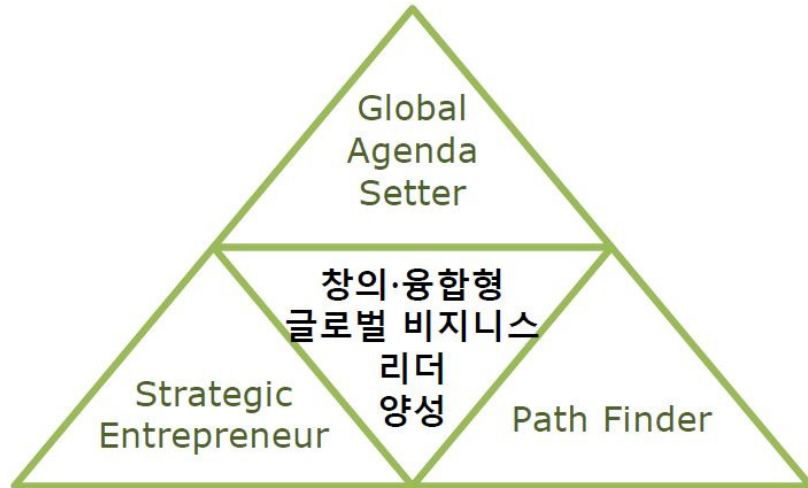 Global
Agenda
Setter
창의·융합형
글로벌 비지니스
리더
양성
Strategic
Entrepreneur
Path Finder